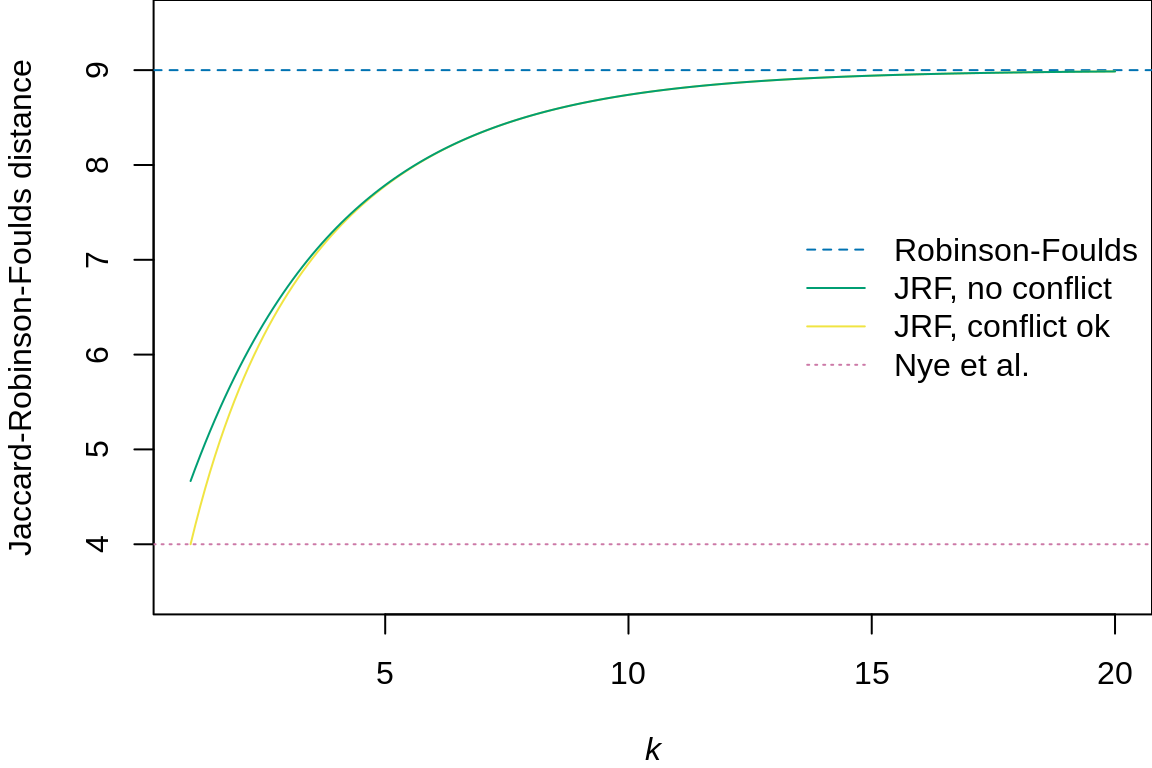 Jaccard-Robinson-Foulds distance
9
8
7
6
5
4
Robinson-Foulds
JRF, no conflict
JRF, conflict ok
Nye et al.
5
10
15
20
k